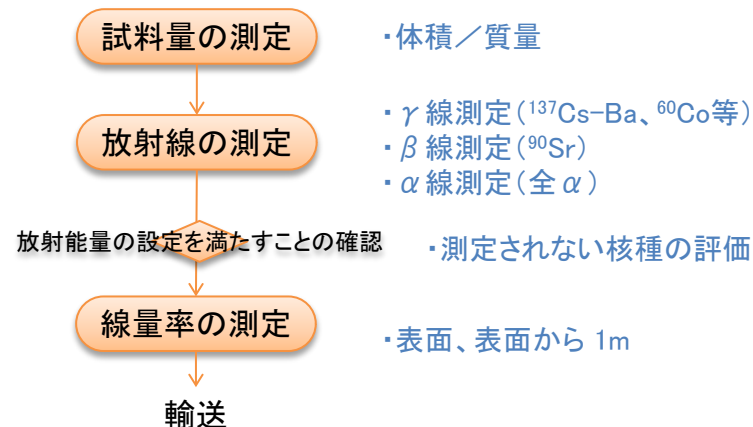 試料量の測定
・体積／質量
放射線の測定
・γ線測定（¹³⁷Cs-Ba、⁶⁰Co等）
・β線測定（⁹⁰Sr）
・α線測定（全α）
放射能量の設定を満たすことの確認
・測定されない核種の評価
線量率の測定
・表面、表面から 1m
輸送